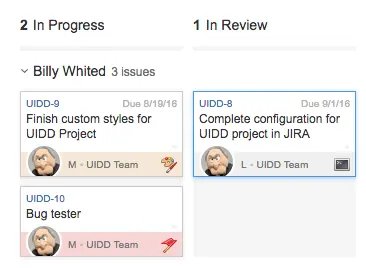 2 In Progress
1 In Review
Billy Whited 3 issues
UIDD-9 Due 8/19/16
Finish custom styles for
UIDD Project
M • UIDD Team
UIDD-10
Bug tester
M • UIDD Team
UIDD-8 Due 9/1/16
Complete configuration for
UIDD project in JIRA
L • UIDD Team